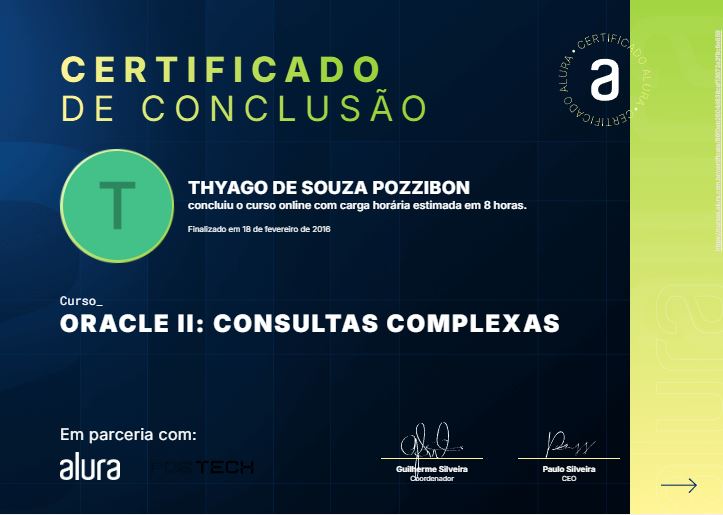 CERTIFICADO
DE CONCLUSÃO
CERTIFICADO ALURA • CERTIFICADO ALURA •
a
T
THYAGO DE SOUZA POZZIBON
concluiu o curso online com carga horária estimada em 8 horas.
Finalizado em 18 de fevereiro de 2016
Curso_
ORACLE II: CONSULTAS COMPLEXAS
Em parceria com:
alura
POSTECH
Guilherme Silveira
Coordenador
Paulo Silveira
CEO
alura